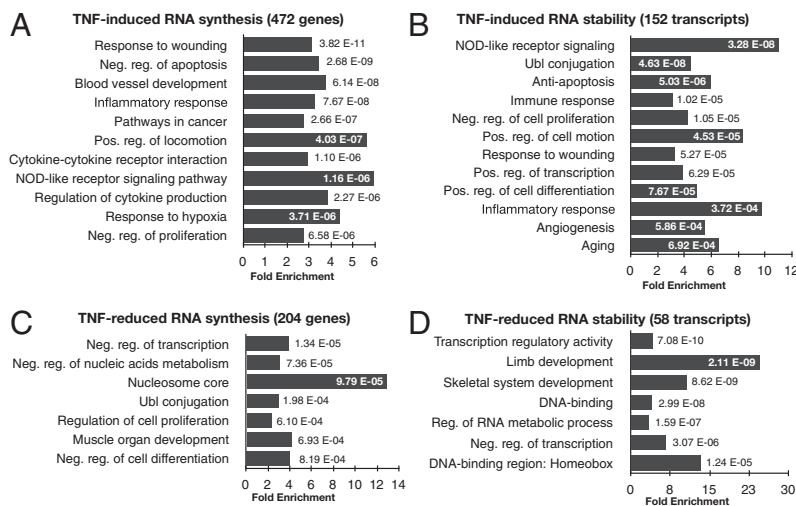 A
TNF-induced RNA synthesis (472 genes)
Response to wounding 3.82 E-11
Neg. reg. of apoptosis 2.68 E-09
Blood vessel development 6.14 E-08
Inflammatory response 7.67 E-08
Pathways in cancer 2.66 E-07
Pos. reg. of locomotion 4.03 E-07
Cytokine-cytokine receptor interaction 1.10 E-06
NOD-like receptor signaling pathway 1.16 E-06
Regulation of cytokine production 2.27 E-06
Response to hypoxia 3.71 E-06
Neg. reg. of proliferation 6.58 E-06
0 1 2 3 4 5 6
Fold Enrichment
B
TNF-induced RNA stability (152 transcripts)
NOD-like receptor signaling 3.28 E-08
Ubl conjugation 4.63 E-08
Anti-apoptosis 5.03 E-06
Immune response 1.02 E-05
Neg. reg. of cell proliferation 1.05 E-05
Pos. reg. of cell motion 4.53 E-05
Response to wounding 5.27 E-05
Pos. reg. of transcription 6.29 E-05
Pos. reg. of cell differentiation 7.67 E-05
Inflammatory response 3.72 E-04
Angiogenesis 5.86 E-04
Aging 6.92 E-04
0 2 4 6 8 10 12
Fold Enrichment
C
TNF-reduced RNA synthesis (204 genes)
Neg. reg. of transcription 1.34 E-05
Neg. reg. of nucleic acids metabolism 7.36 E-05
Nucleosome core 9.79 E-05
Ubl conjugation 1.98 E-04
Regulation of cell proliferation 6.10 E-04
Muscle organ development 6.93 E-04
Neg. reg. of cell differentiation 8.19 E-04
0 2 4 6 8 10 12 14
Fold Enrichment
D
TNF-reduced RNA stability (58 transcripts)
Transcription regulatory activity 7.08 E-10
Limb development 2.11 E-09
Skeletal system development 8.62 E-09
DNA-binding 2.99 E-08
Reg. of RNA metabolic process 1.59 E-07
Neg. reg. of transcription 3.07 E-06
DNA-binding region: Homeobox 1.24 E-05
0 8 15 23 30
Fold Enrichment